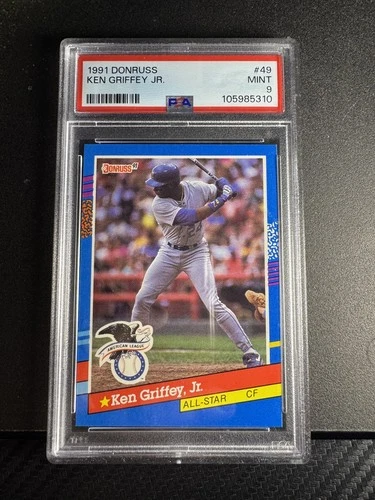 1991 DONRUSS #49
KEN GRIFFEY JR. MINT
9
PSA 105985310
DONRUSS '91
AMERICAN LEAGUE
Ken Griffey, Jr.
ALL-STAR CF